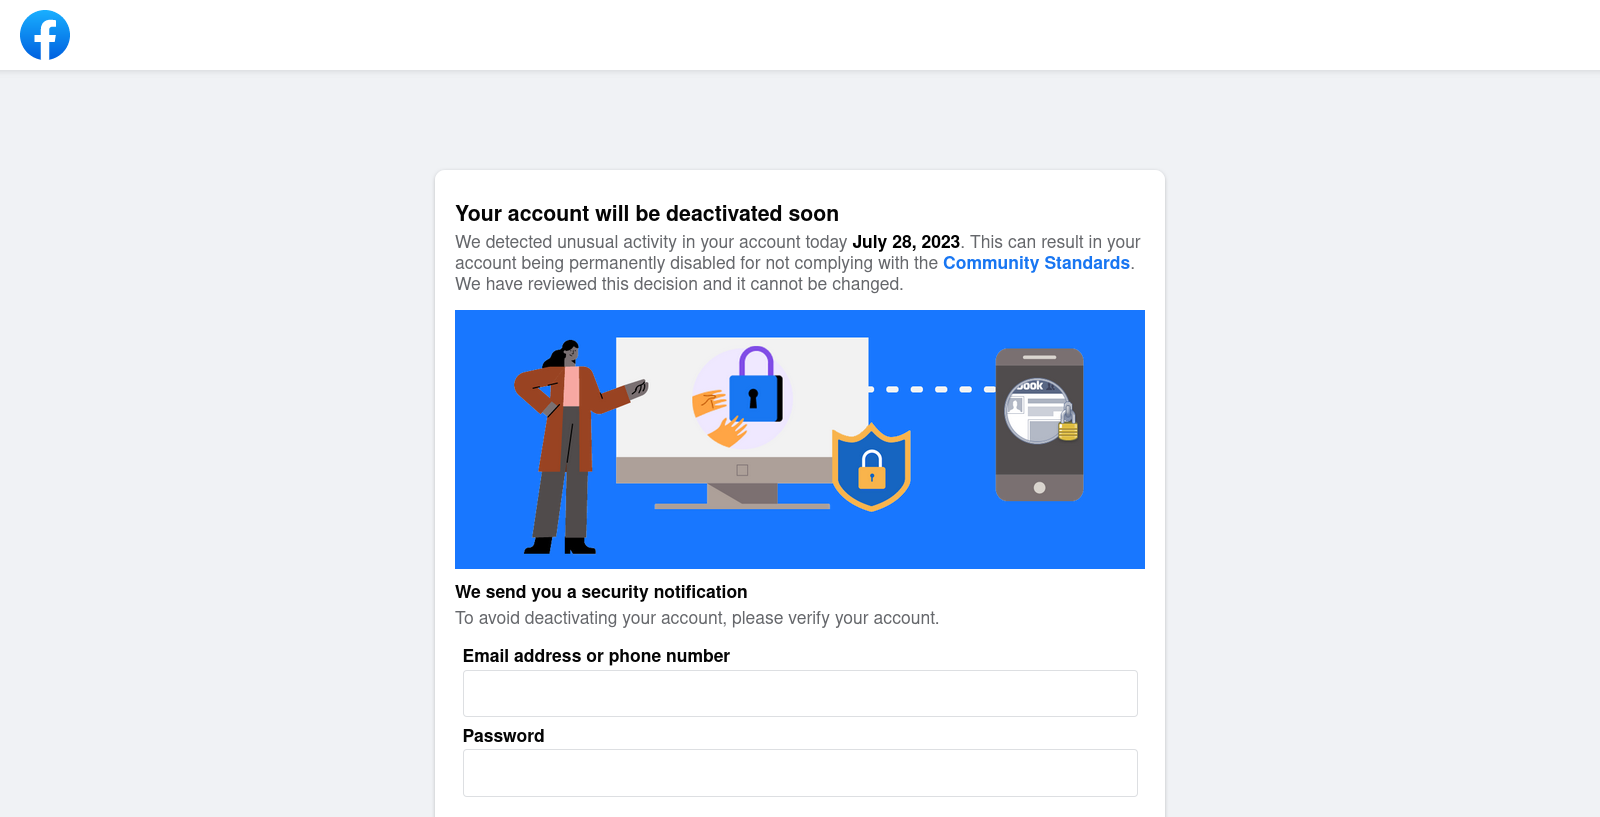 Your account will be deactivated soon
We detected unusual activity in your account today July 28, 2023. This can result in your
account being permanently disabled for not complying with the Community Standards.
We have reviewed this decision and it cannot be changed.
book
We send you a security notification
To avoid deactivating your account, please verify your account.
Email address or phone number
Password